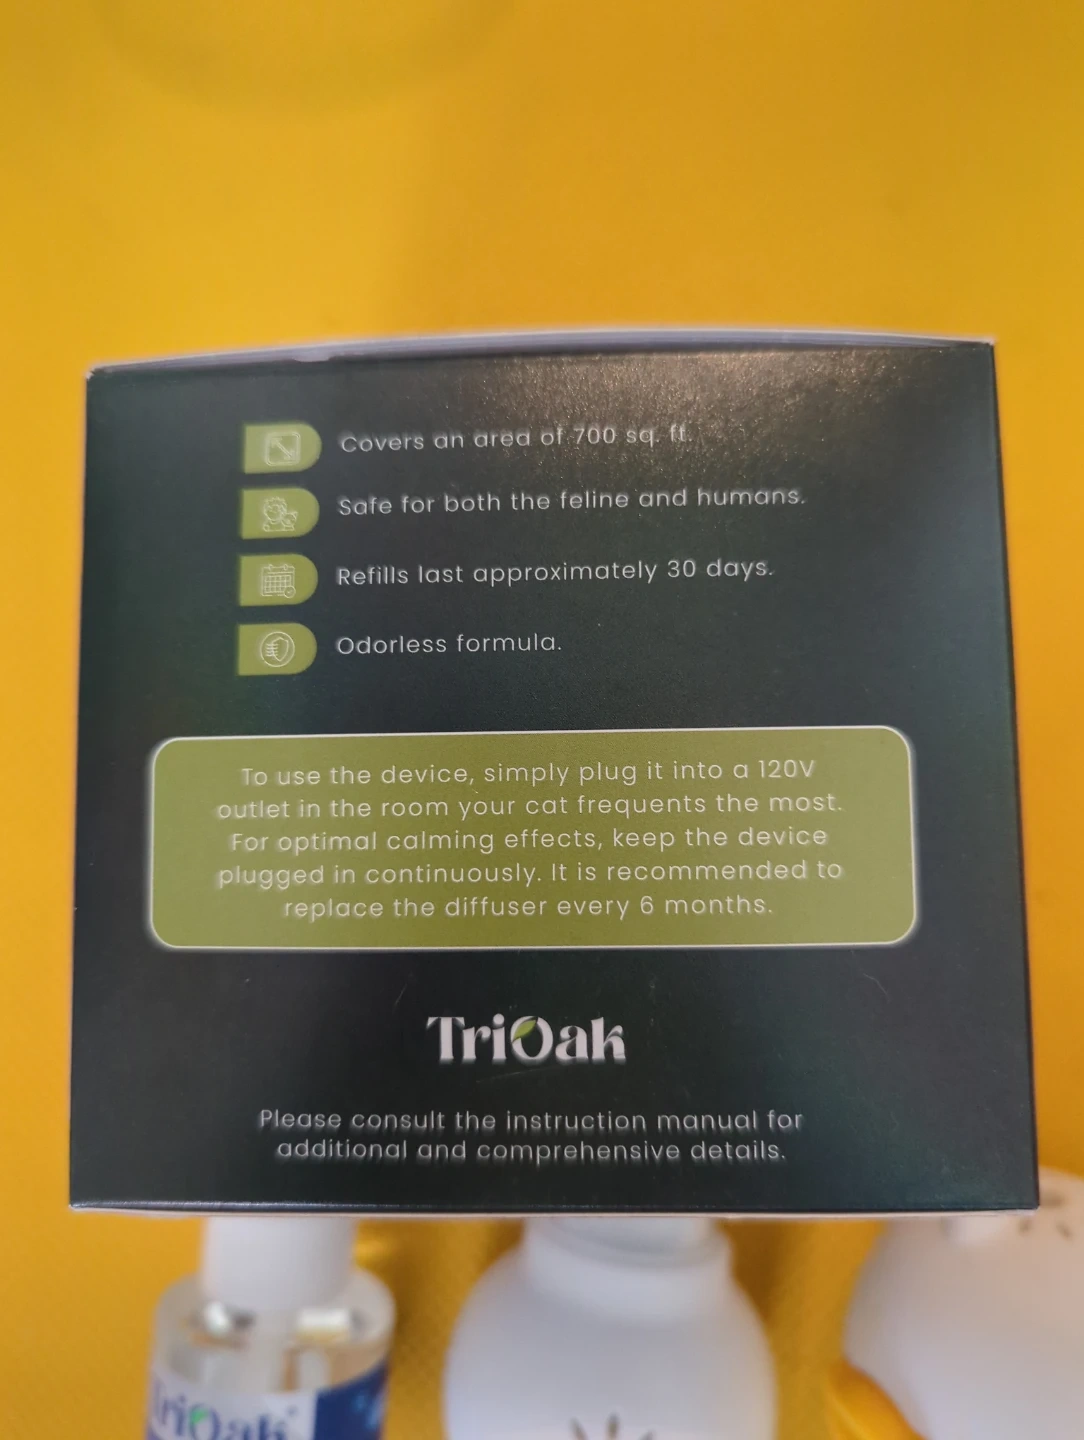 Covers an area of 700 sq. ft.
Safe for both the feline and humans.
Refills last approximately 30 days.
Odorless formula.
To use the device, simply plug it into a 120V
outlet in the room your cat frequents the most.
For optimal calming effects, keep the device
plugged in continuously. It is recommended to
replace the diffuser every 6 months.
TriOak
Please consult the instruction manual for
additional and comprehensive details.
TriOak